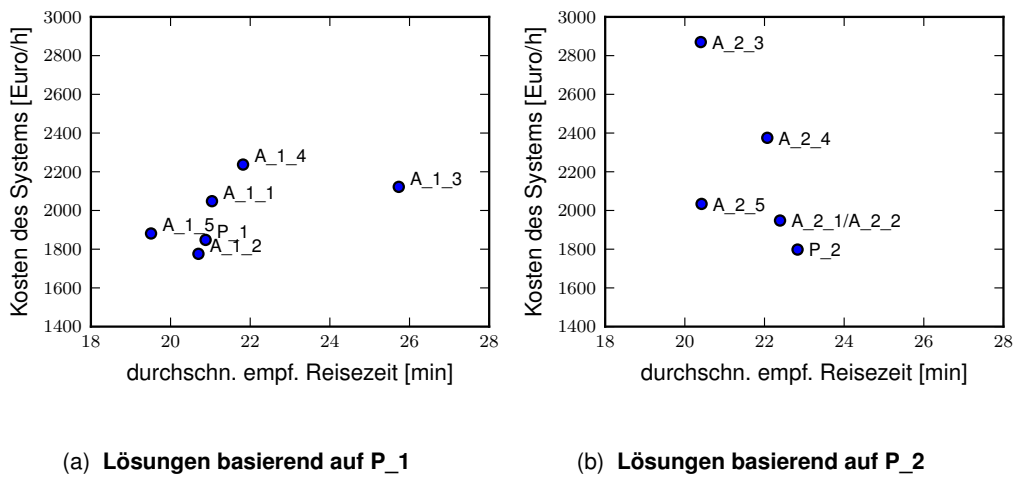 3000
2800
2600
2400
2200
2000
1800
1600
1400
18
20
22
24
26
28
Kosten des Systems [Euro/h]
durchschn. empf. Reisezeit [min]
A_1_4
A_1_3
A_1_1
A_1_5
P_1
A_1_2
(a) Lösungen basierend auf P_1
3000
2800
2600
2400
2200
2000
1800
1600
1400
18
20
22
24
26
28
Kosten des Systems [Euro/h]
durchschn. empf. Reisezeit [min]
A_2_3
A_2_4
A_2_5
A_2_1/A_2_2
P_2
(b) Lösungen basierend auf P_2